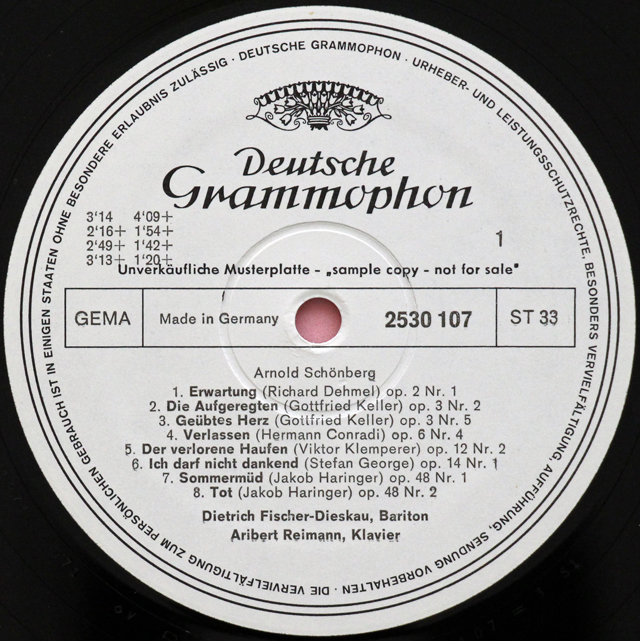 DEUTSCHE GRAMMOPHON · URHEBER- UND LEISTUNGSSCHUTZRECHTE, BESONDERS VERVIELFÄLTIGUNG, AUFFÜHRUNG, SENDUNG VORBEHALTEN · DIE VERVIELFÄLTIGUNG ZUM PERSÖNLICHEN GEBRAUCH IST IN EINIGEN STAATEN OHNE BESONDERE ERLAUBNIS ZULÄSSIG ·
Deutsche
Grammophon
3'14 4'09+
2'16+ 1'54+
2'49+ 1'42+
3'13+ 1'20+
1
Unverkäufliche Musterplatte - „sample copy - not for sale"
GEMA Made in Germany 2530 107 ST 33
Arnold Schönberg
1. Erwartung (Richard Dehmel) op. 2 Nr. 1
2. Die Aufgeregten (Gottfried Keller) op. 3 Nr. 2
3. Geübtes Herz (Gottfried Keller) op. 3 Nr. 5
4. Verlassen (Hermann Conradi) op. 6 Nr. 4
5. Der verlorene Haufen (Viktor Klemperer) op. 12 Nr. 2
6. Ich darf nicht dankend (Stefan George) op. 14 Nr. 1
7. Sommermüd (Jakob Haringer) op. 48 Nr. 1
8. Tot (Jakob Haringer) op. 48 Nr. 2
Dietrich Fischer-Dieskau, Bariton
Aribert Reimann, Klavier